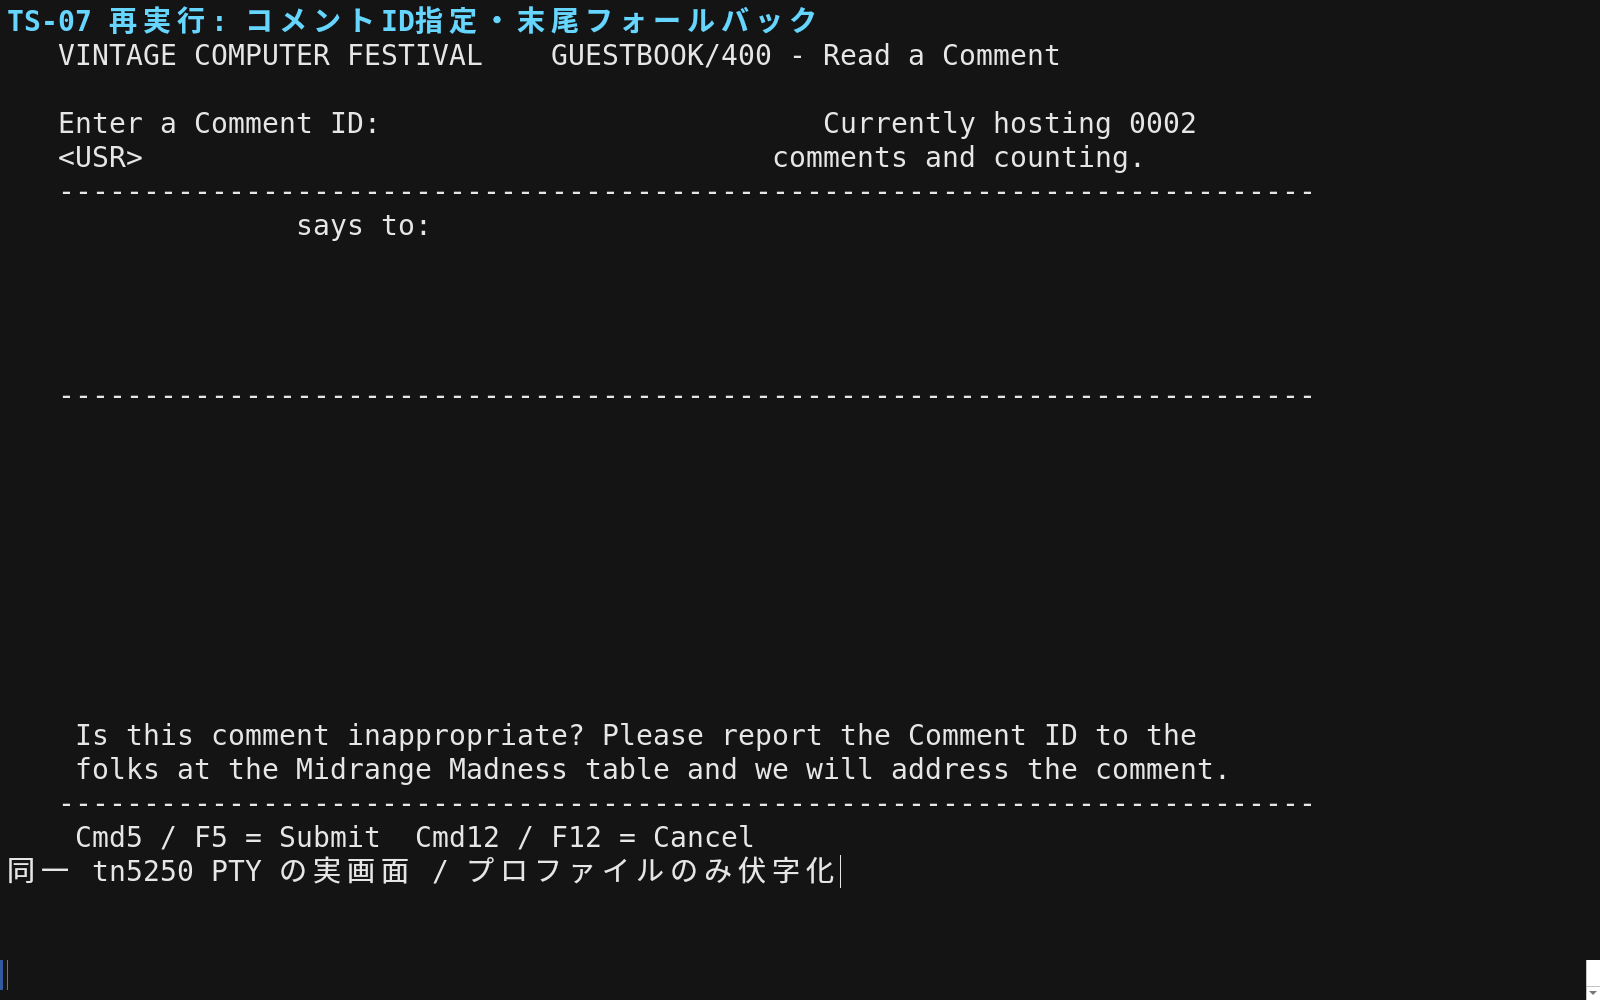 TS-07 再実行: コメントID指定・末尾フォールバック
VINTAGE COMPUTER FESTIVAL    GUESTBOOK/400 - Read a Comment
Enter a Comment ID:                          Currently hosting 0002
<USR>                                     comments and counting.
--------------------------------------------------------------------------
says to:
--------------------------------------------------------------------------
Is this comment inappropriate? Please report the Comment ID to the
folks at the Midrange Madness table and we will address the comment.
--------------------------------------------------------------------------
Cmd5 / F5 = Submit  Cmd12 / F12 = Cancel
同一 tn5250 PTY の実画面 / プロファイルのみ伏字化